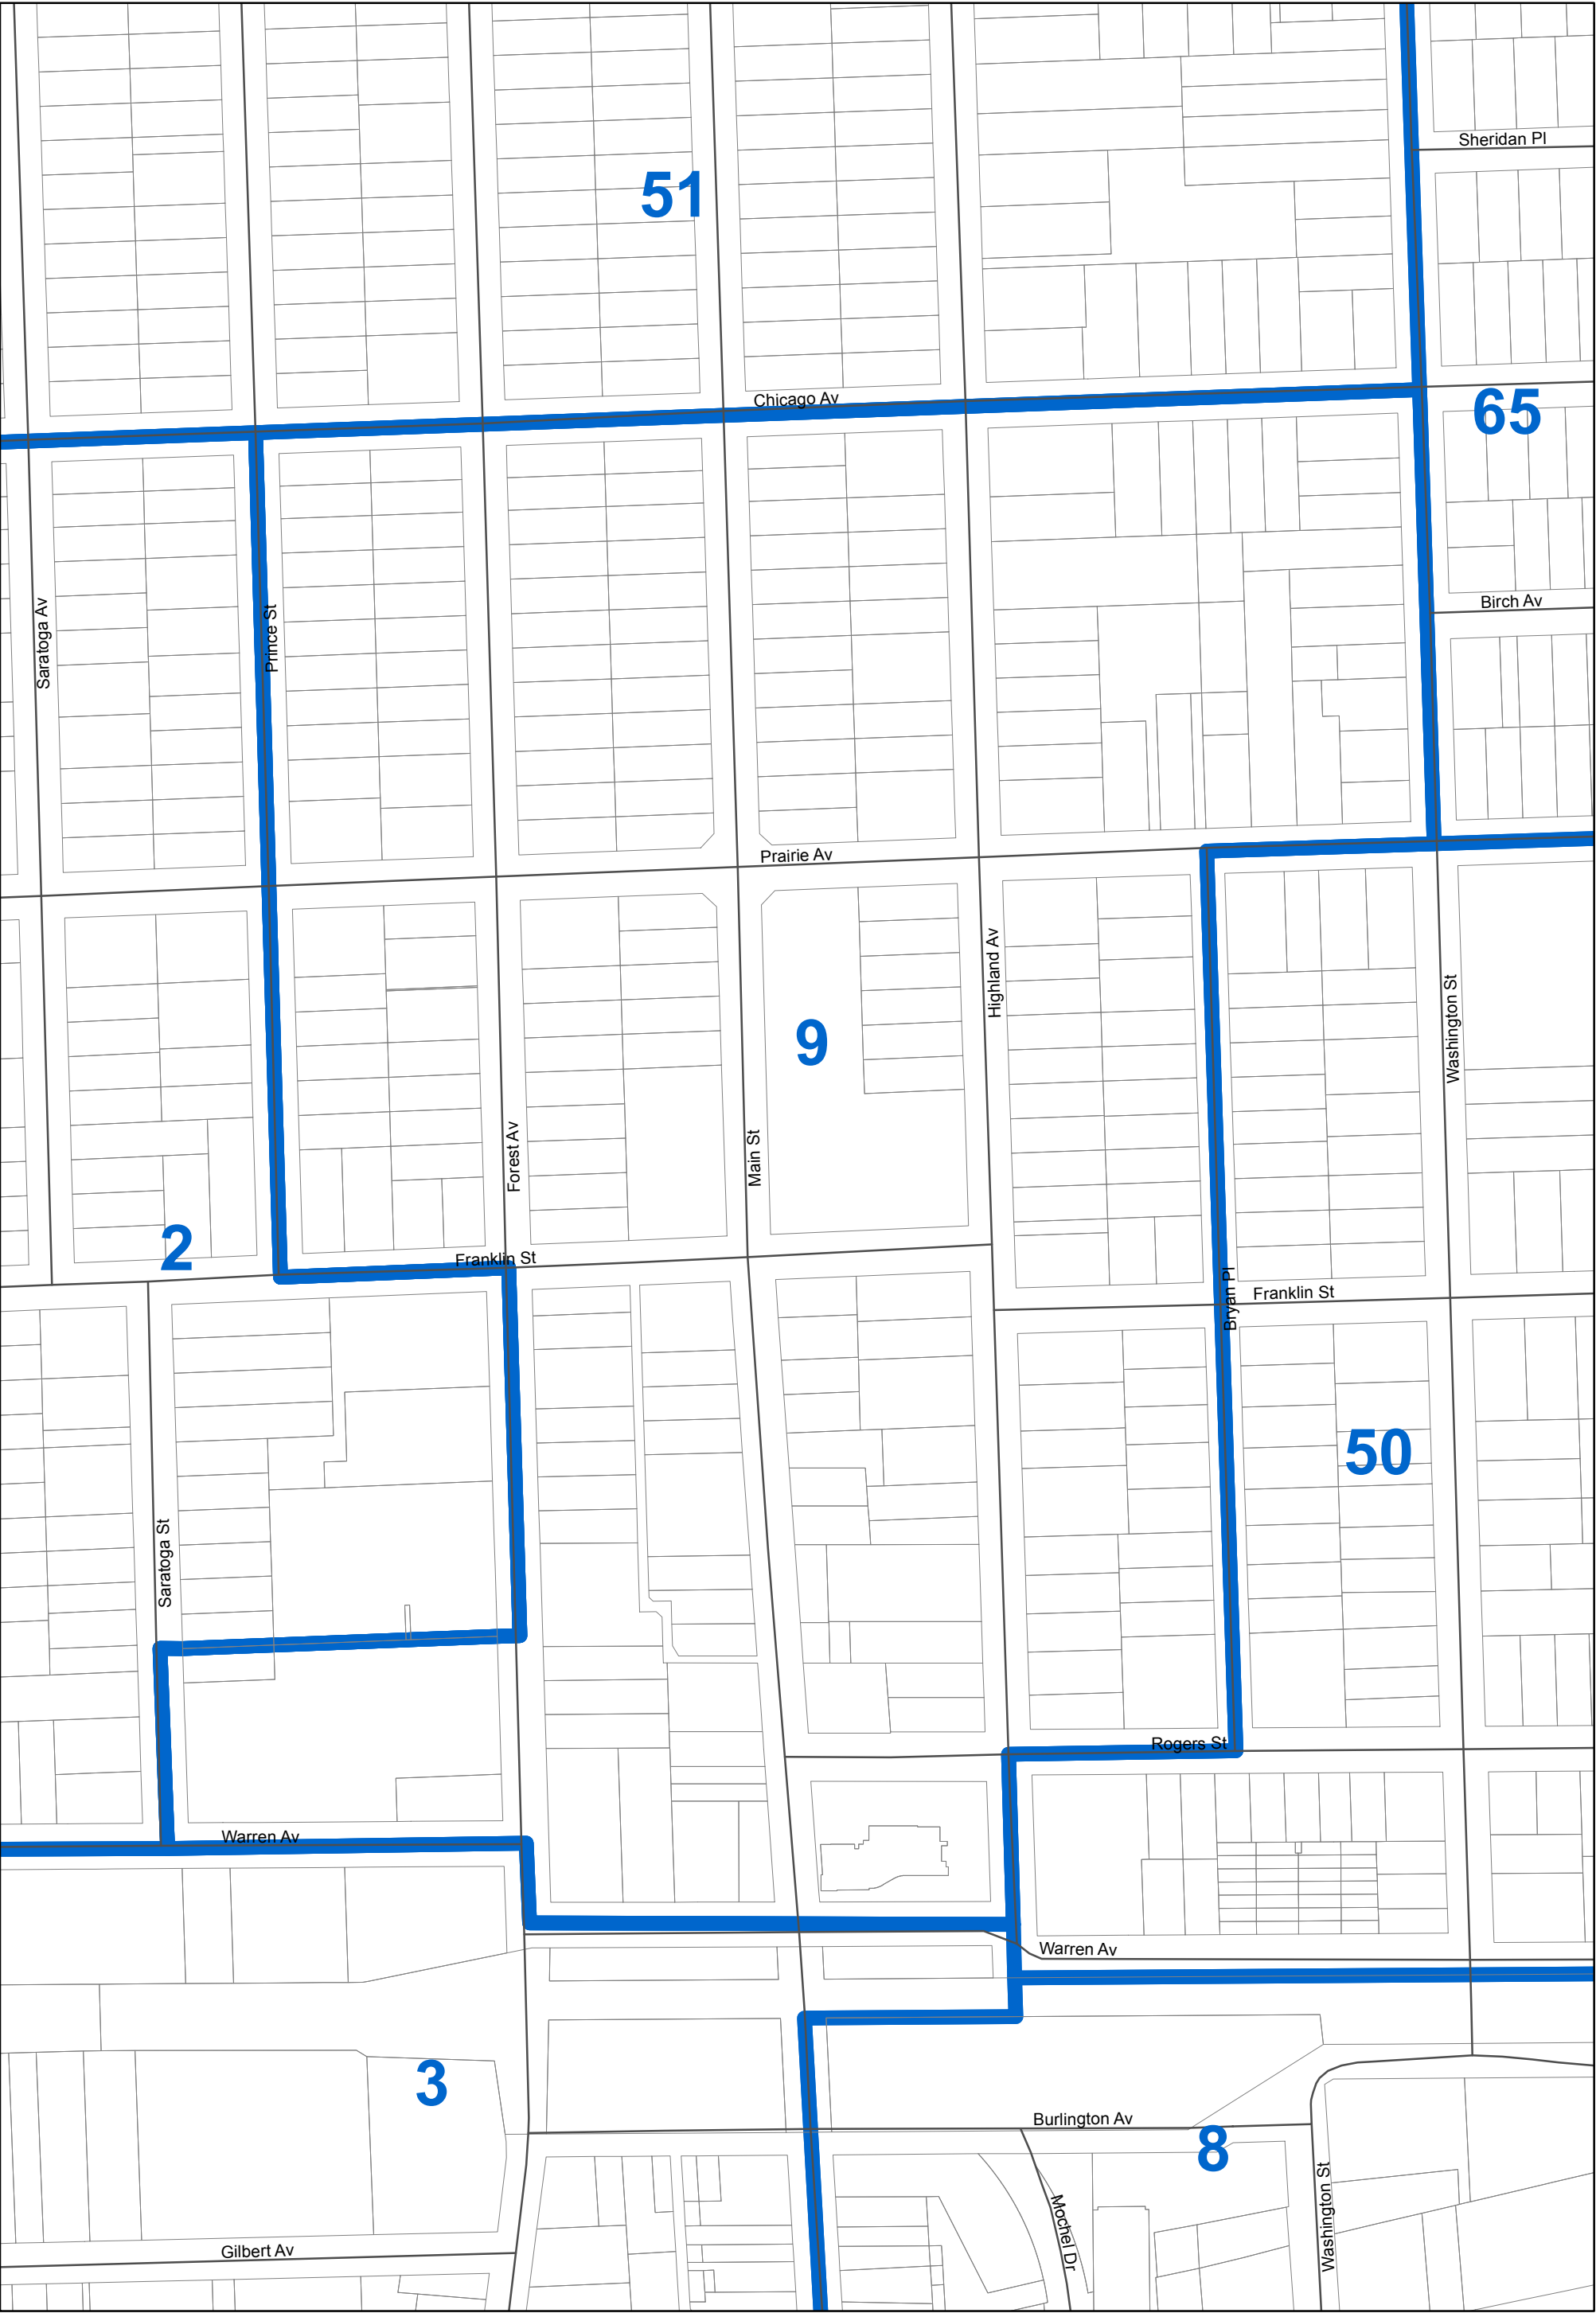 Sheridan Pl
51
Chicago Av
65
Saratoga Av
Prince St
Birch Av
Prairie Av
Highland Av
Washington St
9
Forest Av
Main St
2
Franklin St
Bryan Pl
Franklin St
50
Saratoga St
Rogers St
Warren Av
Warren Av
3
Burlington Av
8
Mochel Dr
Washington St
Gilbert Av